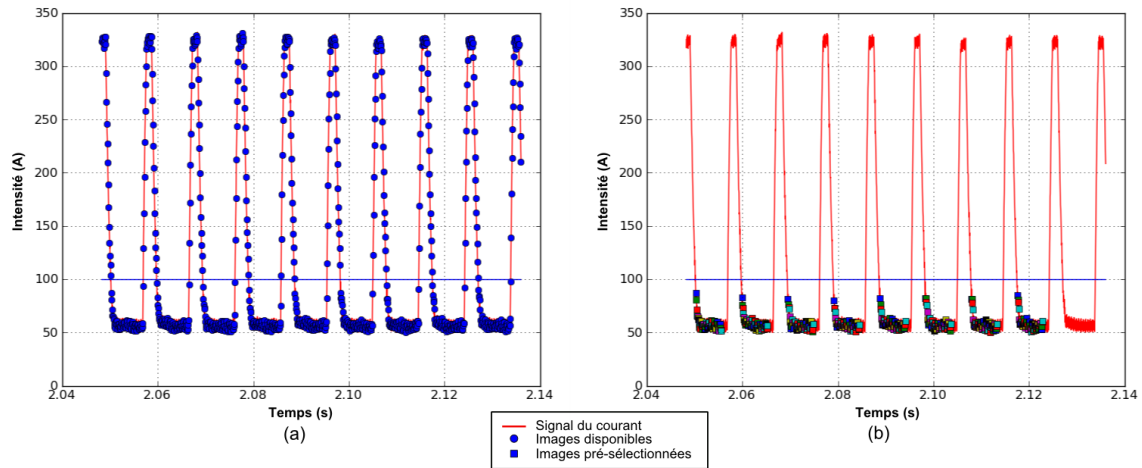 350
300
250
200
150
100
50
0
Intensité (A)
2.04 2.06 2.08 2.10 2.12 2.14
Temps (s)
(a)
350
300
250
200
150
100
50
0
Intensité (A)
2.04 2.06 2.08 2.10 2.12 2.14
Temps (s)
(b)
Signal du courant
Images disponibles
Images pré-sélectionnées